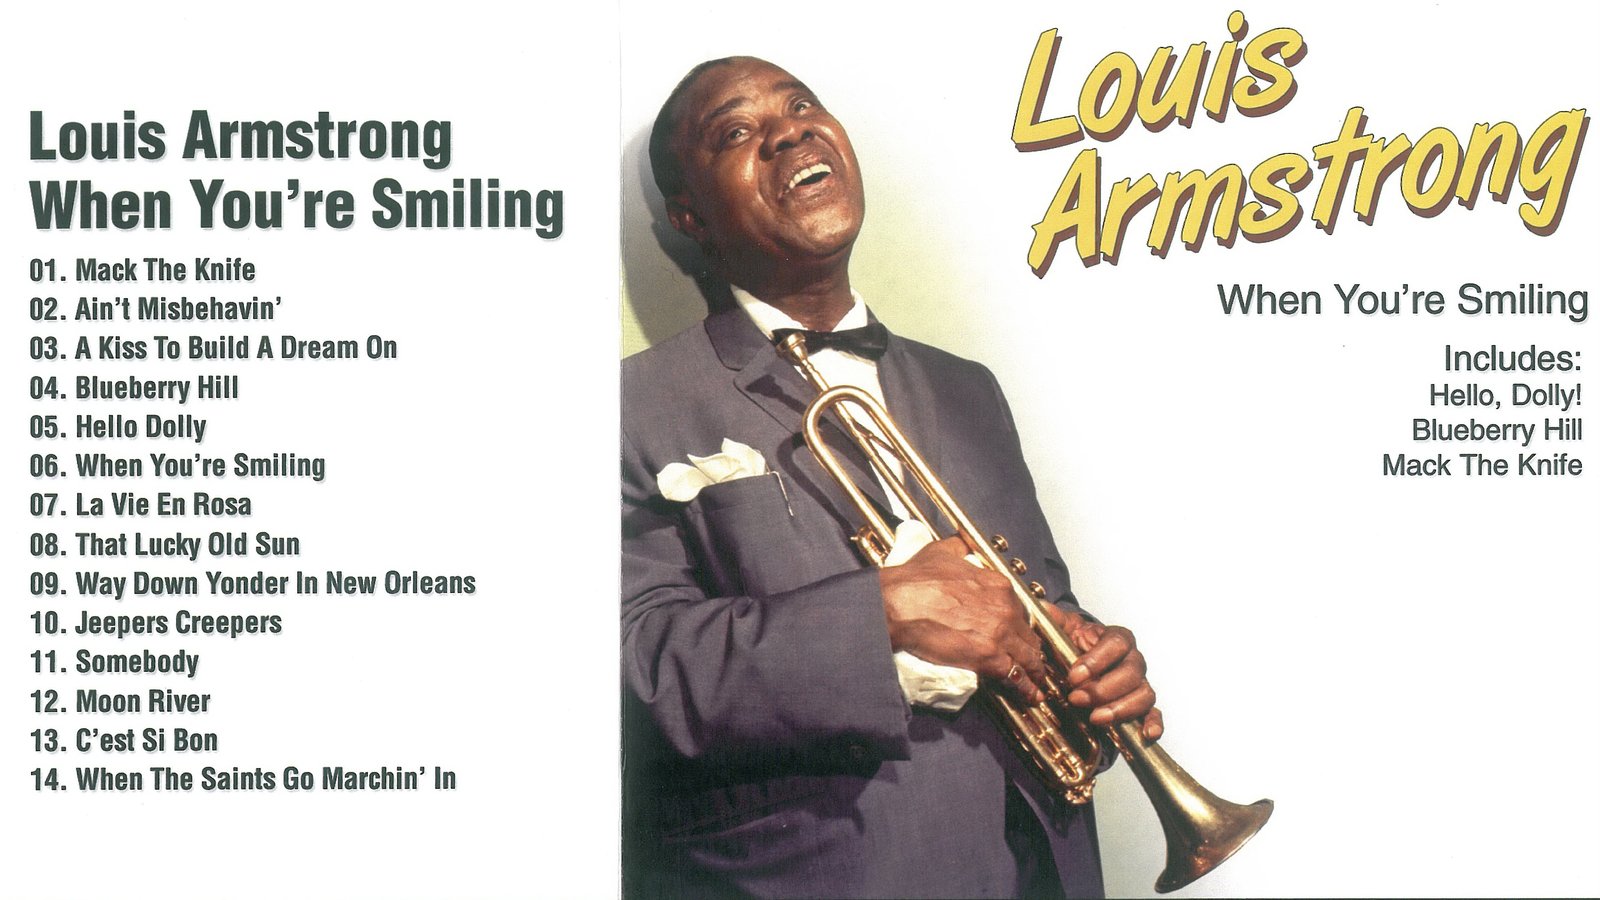 Louis Armstrong
When You're Smiling
01. Mack The Knife
02. Ain't Misbehavin'
03. A Kiss To Build A Dream On
04. Blueberry Hill
05. Hello Dolly
06. When You're Smiling
07. La Vie En Rosa
08. That Lucky Old Sun
09. Way Down Yonder In New Orleans
10. Jeepers Creepers
11. Somebody
12. Moon River
13. C'est Si Bon
14. When The Saints Go Marchin' In
Louis
Armstrong
When You're Smiling
Includes:
Hello, Dolly!
Blueberry Hill
Mack The Knife